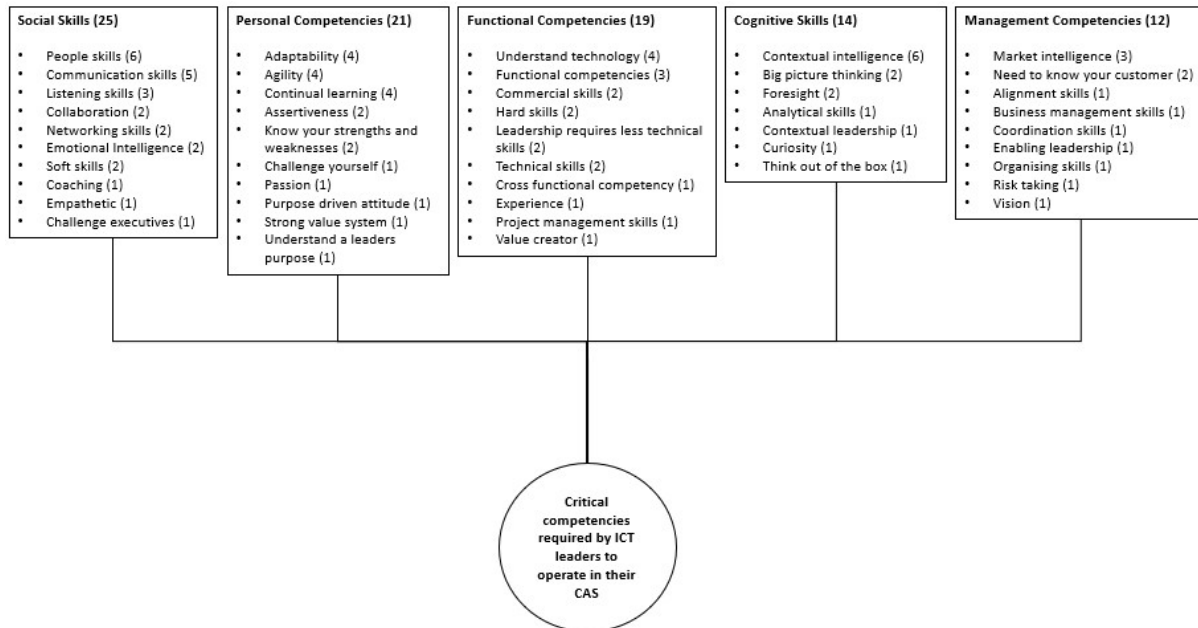 Social Skills (25)
• People skills (6)
• Communication skills (5)
• Listening skills (3)
• Collaboration (2)
• Networking skills (2)
• Emotional Intelligence (2)
• Soft skills (2)
• Coaching (1)
• Empathetic (1)
• Challenge executives (1)
Personal Competencies (21)
• Adaptability (4)
• Agility (4)
• Continual learning (4)
• Assertiveness (2)
• Know your strengths and
weaknesses (2)
• Challenge yourself (1)
• Passion (1)
• Purpose driven attitude (1)
• Strong value system (1)
• Understand a leaders
purpose (1)
Functional Competencies (19)
• Understand technology (4)
• Functional competencies (3)
• Commercial skills (2)
• Hard skills (2)
• Leadership requires less technical
skills (2)
• Technical skills (2)
• Cross functional competency (1)
• Experience (1)
• Project management skills (1)
• Value creator (1)
Cognitive Skills (14)
• Contextual intelligence (6)
• Big picture thinking (2)
• Foresight (2)
• Analytical skills (1)
• Contextual leadership (1)
• Curiosity (1)
• Think out of the box (1)
Management Competencies (12)
• Market intelligence (3)
• Need to know your customer (2)
• Alignment skills (1)
• Business management skills (1)
• Coordination skills (1)
• Enabling leadership (1)
• Organising skills (1)
• Risk taking (1)
• Vision (1)
Critical
competencies
required by ICT
leaders to
operate in their
CAS